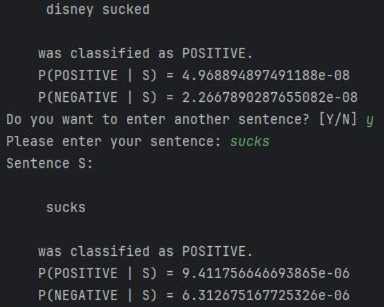 disney sucked
was classified as POSITIVE.
P(POSITIVE | S) = 4.968894897491188e-08
P(NEGATIVE | S) = 2.2667890287655082e-08
Do you want to enter another sentence? [Y/N] y
Please enter your sentence: sucks
Sentence S:
sucks
was classified as POSITIVE.
P(POSITIVE | S) = 9.411756646693865e-06
P(NEGATIVE | S) = 6.312675167725326e-06